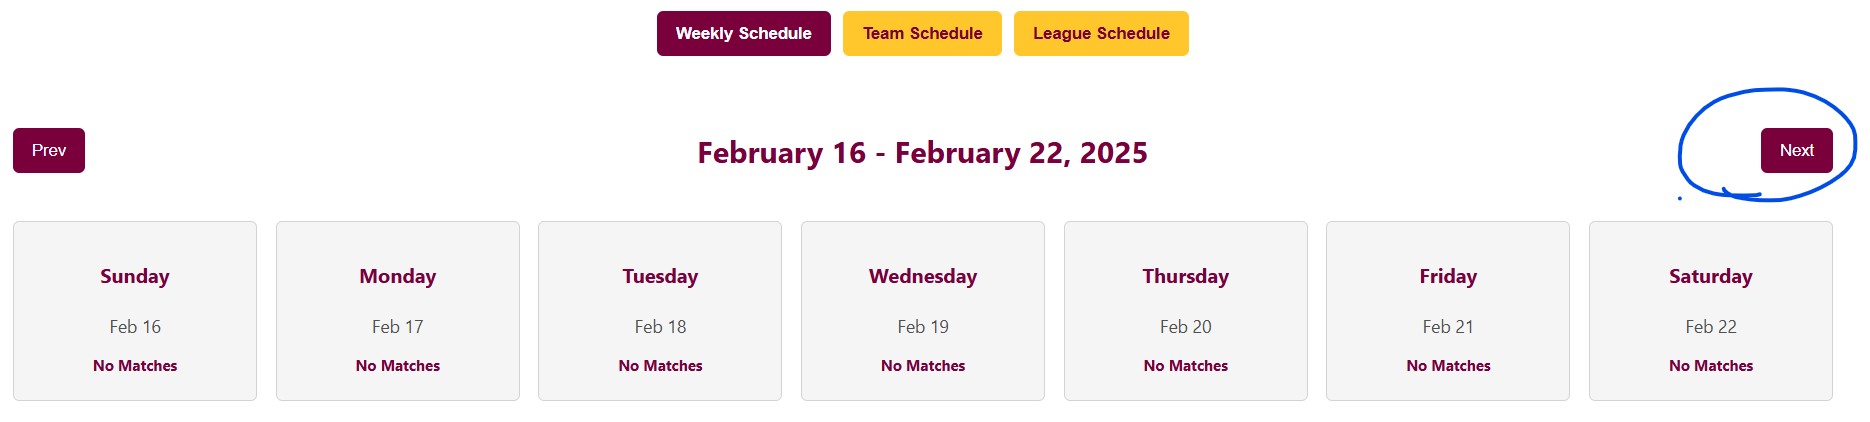 Weekly Schedule Team Schedule League Schedule
Prev February 16 - February 22, 2025 Next
Sunday Monday Tuesday Wednesday Thursday Friday Saturday
Feb 16 Feb 17 Feb 18 Feb 19 Feb 20 Feb 21 Feb 22
No Matches No Matches No Matches No Matches No Matches No Matches No Matches